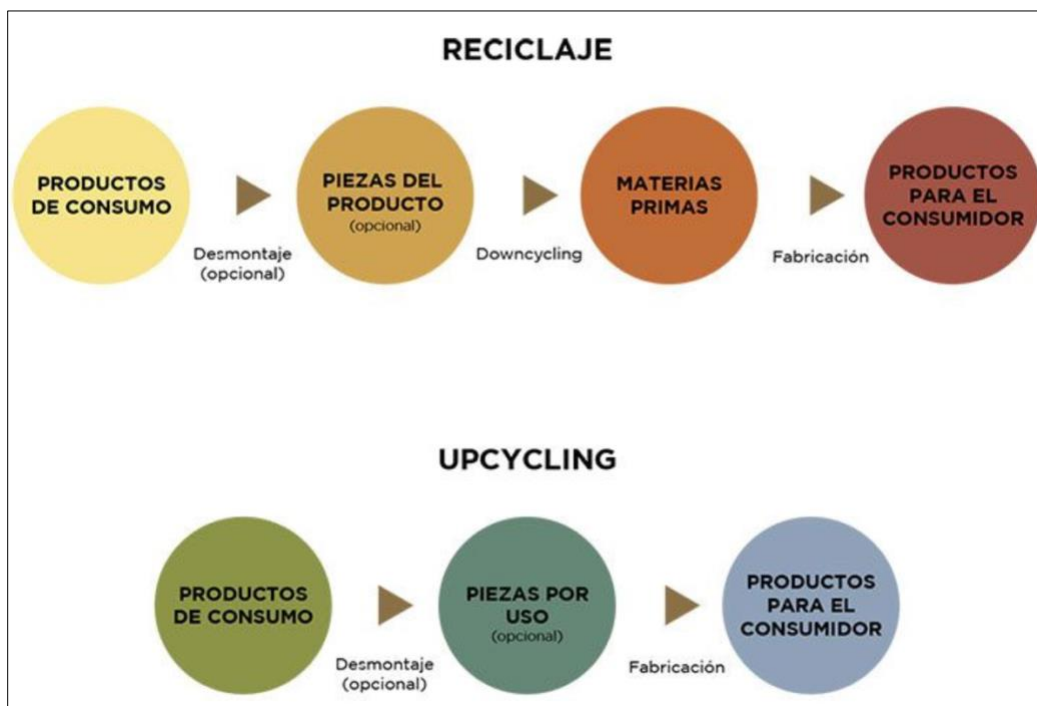 RECICLAJE
PRODUCTOS
DE CONSUMO
Desmontaje
(opcional)
PIEZAS DEL
PRODUCTO
(opcional)
Downcycling
MATERIAS
PRIMAS
Fabricación
PRODUCTOS
PARA EL
CONSUMIDOR
UPCYCLING
PRODUCTOS
DE CONSUMO
Desmontaje
(opcional)
PIEZAS POR
USO
(opcional)
Fabricación
PRODUCTOS
PARA EL
CONSUMIDOR